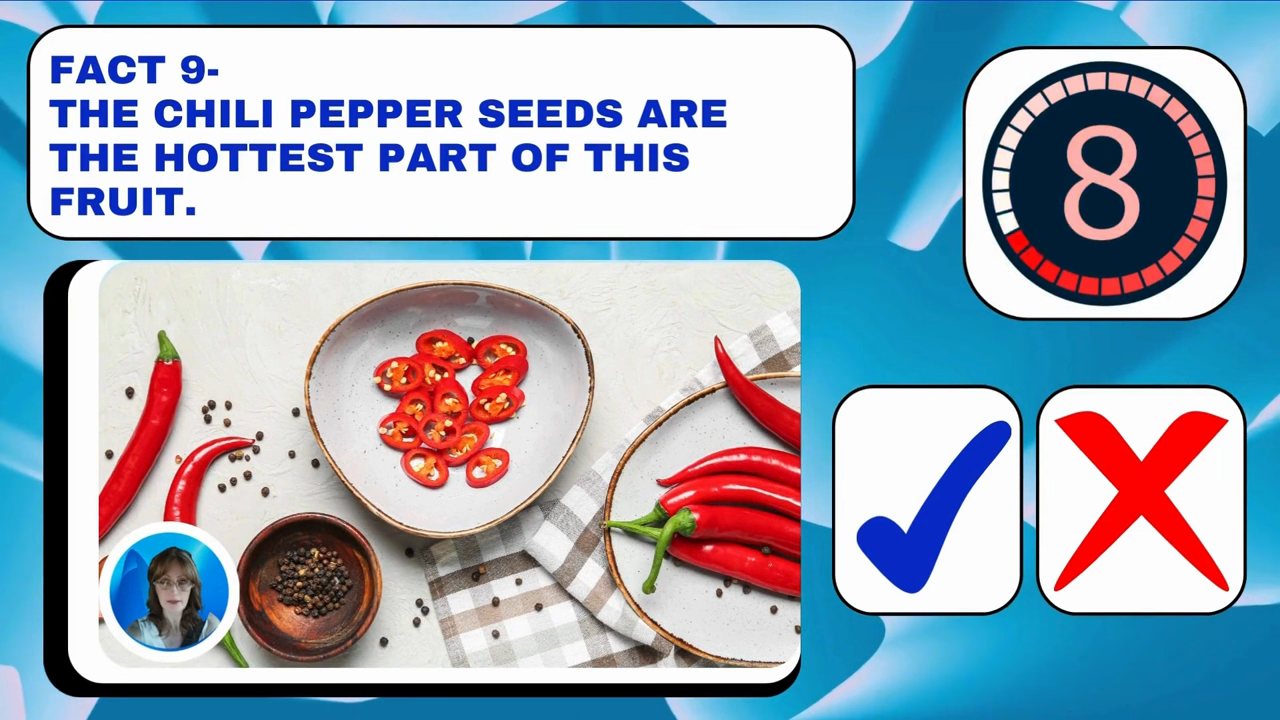 FACT 9-
THE CHILI PEPPER SEEDS ARE
THE HOTTEST PART OF THIS
FRUIT.
8